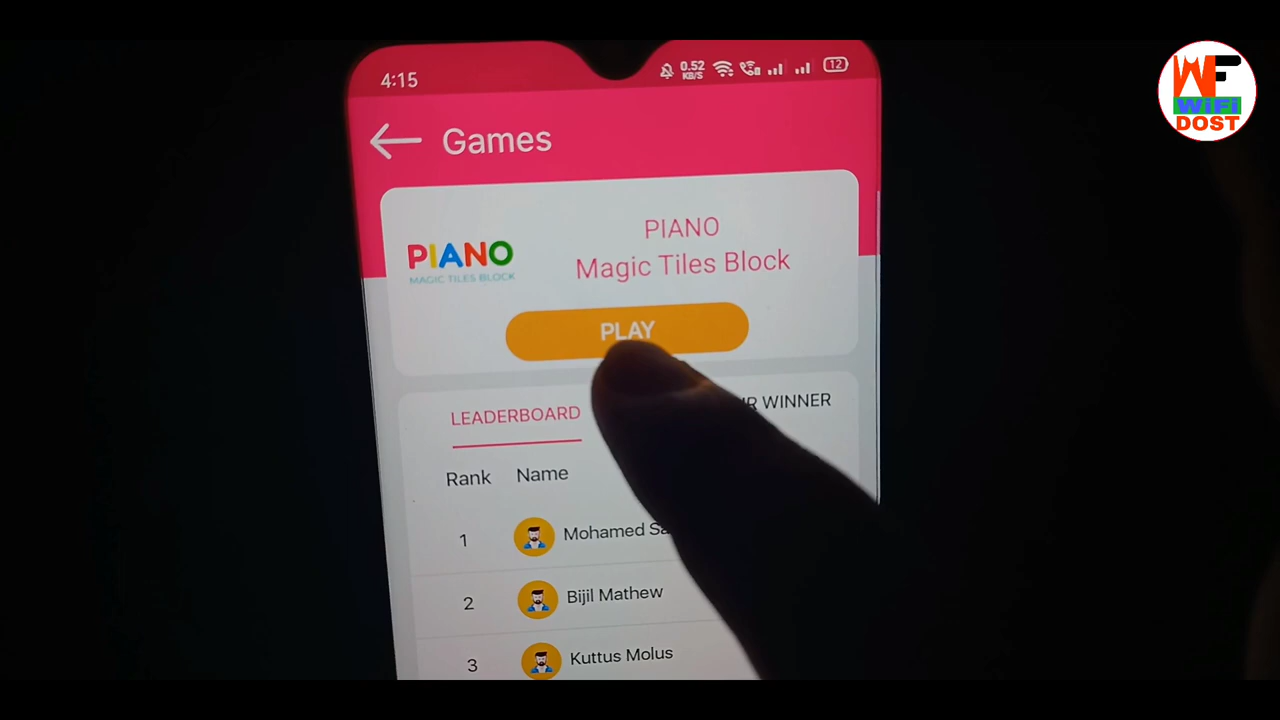 4:15
0.52
KB/S
12
Games
WF
WiFi
DOST
PIANO
MAGIC TILES BLOCK
PIANO
Magic Tiles Block
PLAY
LEADERBOARD
WINNER
Rank Name
1 Mohamed
2 Bijil Mathew
3 Kuttus Molus